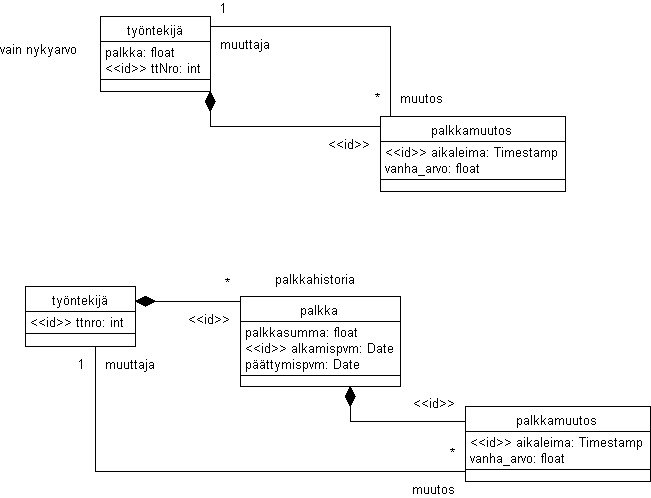 1
työntekijä
vain nykyarvo
palkka: float
<<id>> ttNro: int
muuttaja
*
muutos
palkkamuutos
<<id>>
<<id>> aikaleima: Timestamp
vanha_arvo: float
*
palkkahistoria
työntekijä
<<id>> ttnro: int
<<id>>
palkka
palkkasumma: float
<<id>> alkamispvm: Date
päättymispvm: Date
1
muuttaja
<<id>>
palkkamuutos
<<id>> aikaleima: Timestamp
vanha_arvo: float
*
muutos